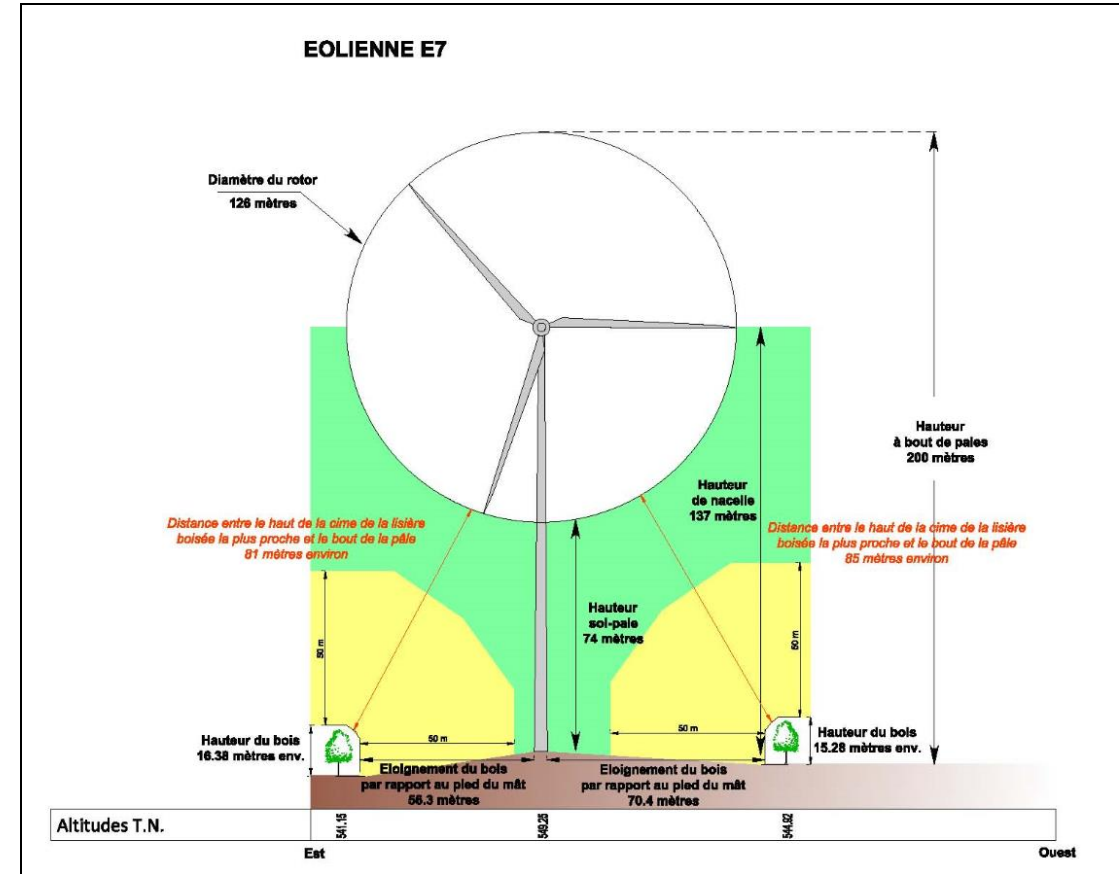 EOLIENNE E7
Diamètre du rotor
126 mètres
Hauteur
à bout de pales
200 mètres
Hauteur
de nacelle
137 mètres
Distance entre le haut de la cime de la lisière
boisée la plus proche et le bout de la pâle
81 mètres environ
Distance entre le haut de la cime de la lisière
boisée la plus proche et le bout de la pâle
85 mètres environ
Hauteur
sol-pale
74 mètres
50 m
50 m
Hauteur du bois
16.38 mètres env.
50 m
50 m
Hauteur du bois
15.28 mètres env.
Eloignement du bois
par rapport au pied du mât
56.3 mètres
Eloignement du bois
par rapport au pied du mât
70.4 mètres
Altitudes T.N.
541.15
549.25
544.92
Est
Ouest